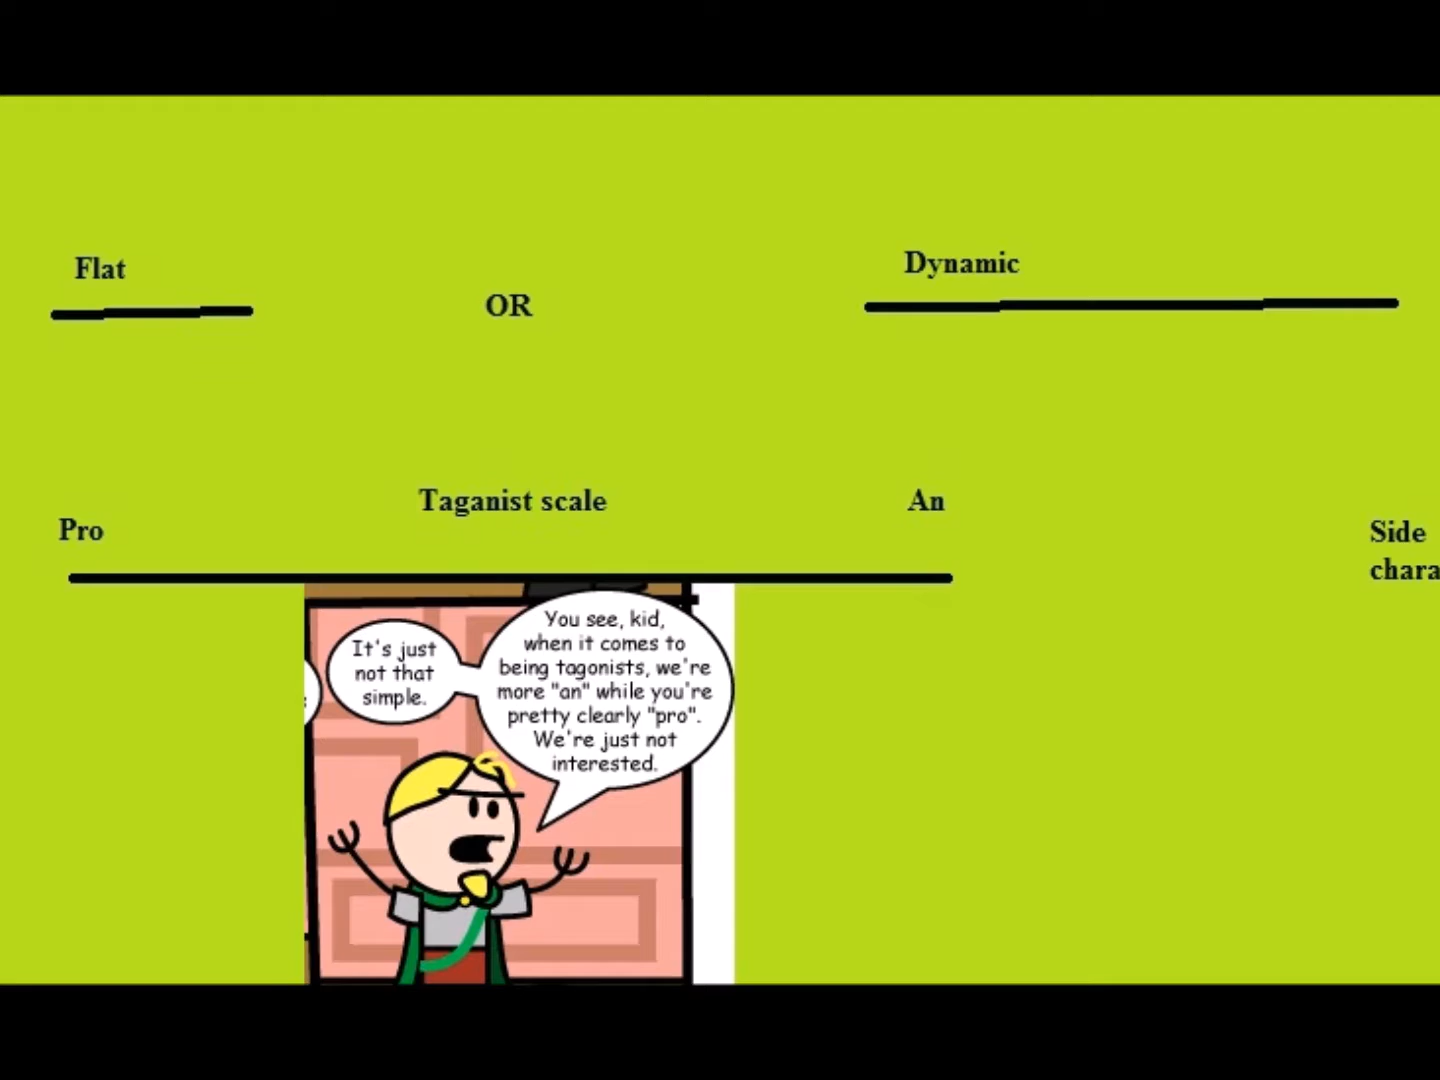 Flat
OR
Dynamic
Pro
Taganist scale
An
Side
chara
It's just
not that
simple.
You see, kid,
when it comes to
being tagonists, we're
more "an" while you're
pretty clearly "pro".
We're just not
interested.